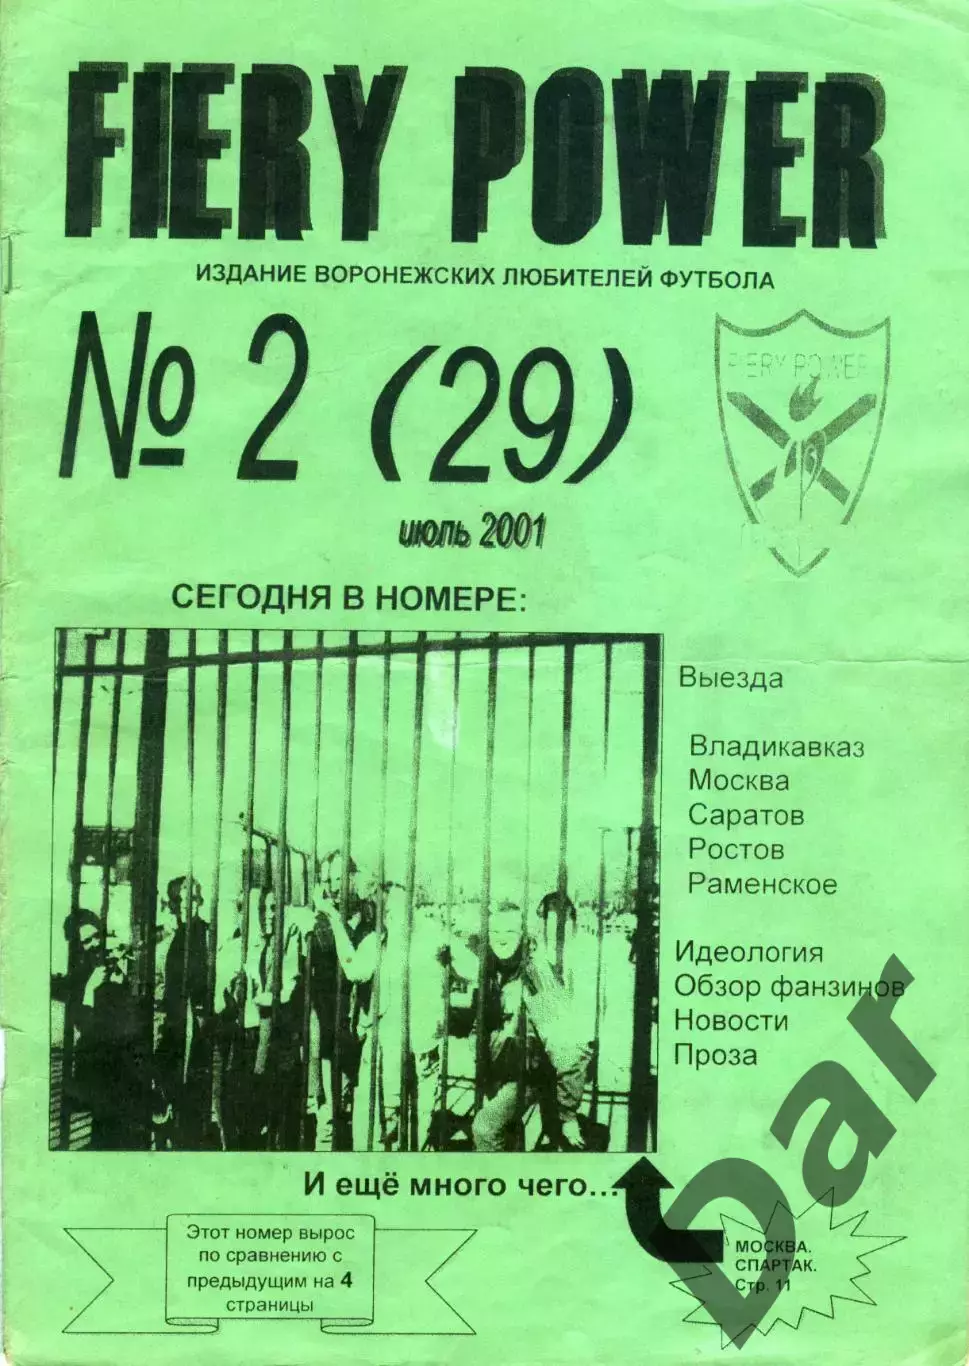 FIERY POWER
ИЗДАНИЕ ВОРОНЕЖСКИХ ЛЮБИТЕЛЕЙ ФУТБОЛА
№ 2 (29)
FIERY POWER
июль 2001
СЕГОДНЯ В НОМЕРЕ:
Выезда
Владикавказ
Москва
Саратов
Ростов
Раменское
Идеология
Обзор фанзинов
Новости
Проза
И ещё много чего...
Этот номер вырос
по сравнению с
предыдущим на 4
страницы
МОСКВА.
СПАРТАК.
Стр. 11
Dar